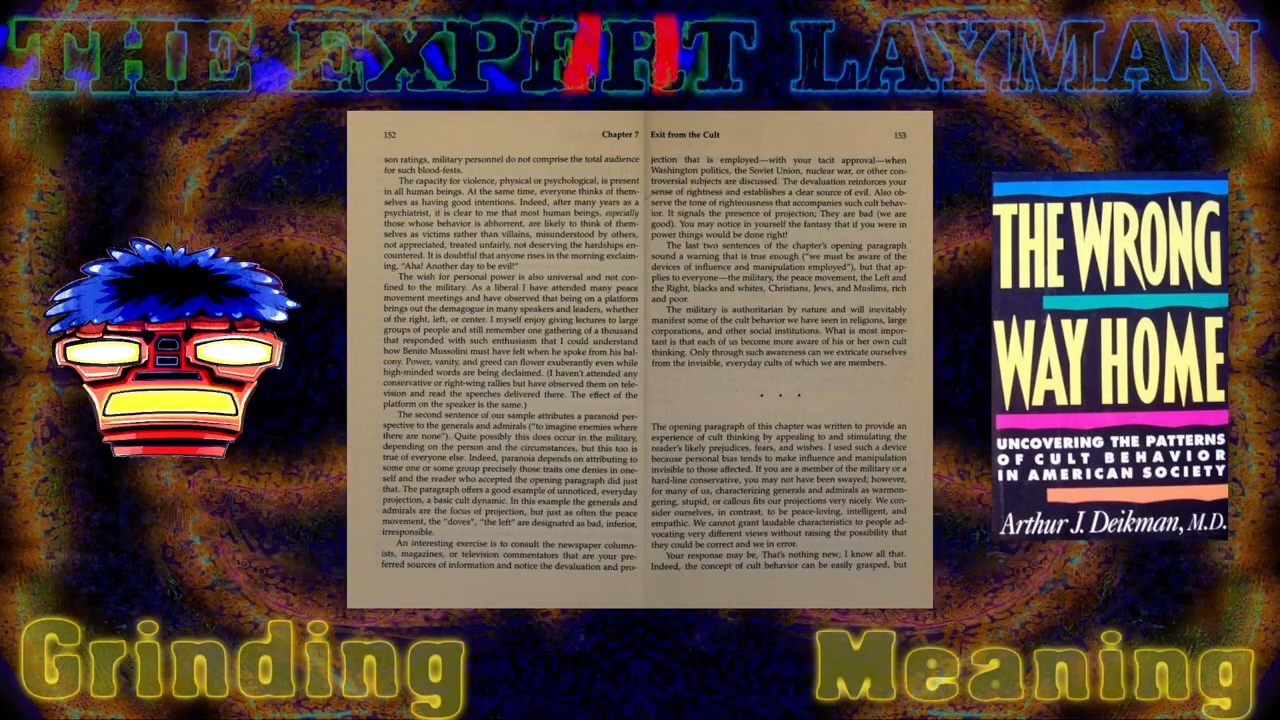 THE EXPERT LAYMAN
152
Chapter 7
son ratings, military personnel do not comprise the total audience
for such blood-fests.
The capacity for violence, physical or psychological, is present
in all human beings. At the same time, everyone thinks of them-
selves as having good intentions. Indeed, after many years as a
psychiatrist, it is clear to me that most human beings, especially
those whose behavior is abhorrent, are likely to think of them-
selves as victims rather than villains, misunderstood by others,
not appreciated, treated unfairly, not deserving the hardships en-
countered. It is doubtful that anyone rises in the morning exclaim-
ing, "Aha! Another day to be evil!"
The wish for personal power is also universal and not con-
fined to the military. As a liberal I have attended many peace
movement meetings and have observed that being on a platform
brings out the demagogue in many speakers and leaders, whether
of the right, left, or center. I myself enjoy giving lectures to large
groups of people and still remember one gathering of a thousand
that responded with such enthusiasm that I could understand
how Benito Mussolini must have felt when he spoke from his bal-
cony. Power, vanity, and greed can flower exuberantly even while
high-minded words are being declaimed. (I haven't attended any
conservative or right-wing rallies but have observed them on tele-
vision and read the speeches delivered there. The effect of the
platform on the speaker is the same.)
The second sentence of our sample attributes a paranoid per-
spective to the generals and admirals ("to imagine enemies where
there are none"). Quite possibly this does occur in the military,
depending on the person and the circumstances, but this too is
true of everyone else. Indeed, paranoia depends on attributing to
some one or some group precisely those traits one denies in one-
self and the reader who accepted the opening paragraph did just
that. The paragraph offers a good example of unnoticed, everyday
projection, a basic cult dynamic. In this example the generals and
admirals are the focus of projection, but just as often the peace
movement, the "doves", "the left" are designated as bad, inferior,
irresponsible.
An interesting exercise is to consult the newspaper column-
ists, magazines, or television commentators that are your pre-
ferred sources of information and notice the devaluation and pro-
Exit from the Cult
153
jection that is employed—with your tacit approval—when
Washington politics, the Soviet Union, nuclear war, or other con-
troversial subjects are discussed. The devaluation reinforces your
sense of rightness and establishes a clear source of evil. Also ob-
serve the tone of righteousness that accompanies such cult behav-
ior. It signals the presence of projection; They are bad (we are
good). You may notice in yourself the fantasy that if you were in
power things would be done right!
The last two sentences of the chapter's opening paragraph
sound a warning that is true enough ("we must be aware of the
devices of influence and manipulation employed"), but that ap-
plies to everyone—the military, the peace movement, the Left and
the Right, blacks and whites, Christians, Jews, and Muslims, rich
and poor.
The military is authoritarian by nature and will inevitably
manifest some of the cult behavior we have seen in religions, large
corporations, and other social institutions. What is most impor-
tant is that each of us become more aware of his or her own cult
thinking. Only through such awareness can we extricate ourselves
from the invisible, everyday cults of which we are members.
• • •
The opening paragraph of this chapter was written to provide an
experience of cult thinking by appealing to and stimulating the
reader's likely prejudices, fears, and wishes. I used such a device
because personal bias tends to make influence and manipulation
invisible to those affected. If you are a member of the military or a
hard-line conservative, you may not have been swayed; however,
for many of us, characterizing generals and admirals as warmon-
gering, stupid, or callous fits our projections very nicely. We con-
sider ourselves, in contrast, to be peace-loving, intelligent, and
empathic. We cannot grant laudable characteristics to people ad-
vocating very different views without raising the possibility that
they could be correct and we in error.
Your response may be, That's nothing new; I know all that.
Indeed, the concept of cult behavior can be easily grasped, but
THE WRONG
WAY HOME
UNCOVERING THE PATTERNS
OF CULT BEHAVIOR
IN AMERICAN SOCIETY
Arthur J. Deikman, M.D.
Grinding
Meaning